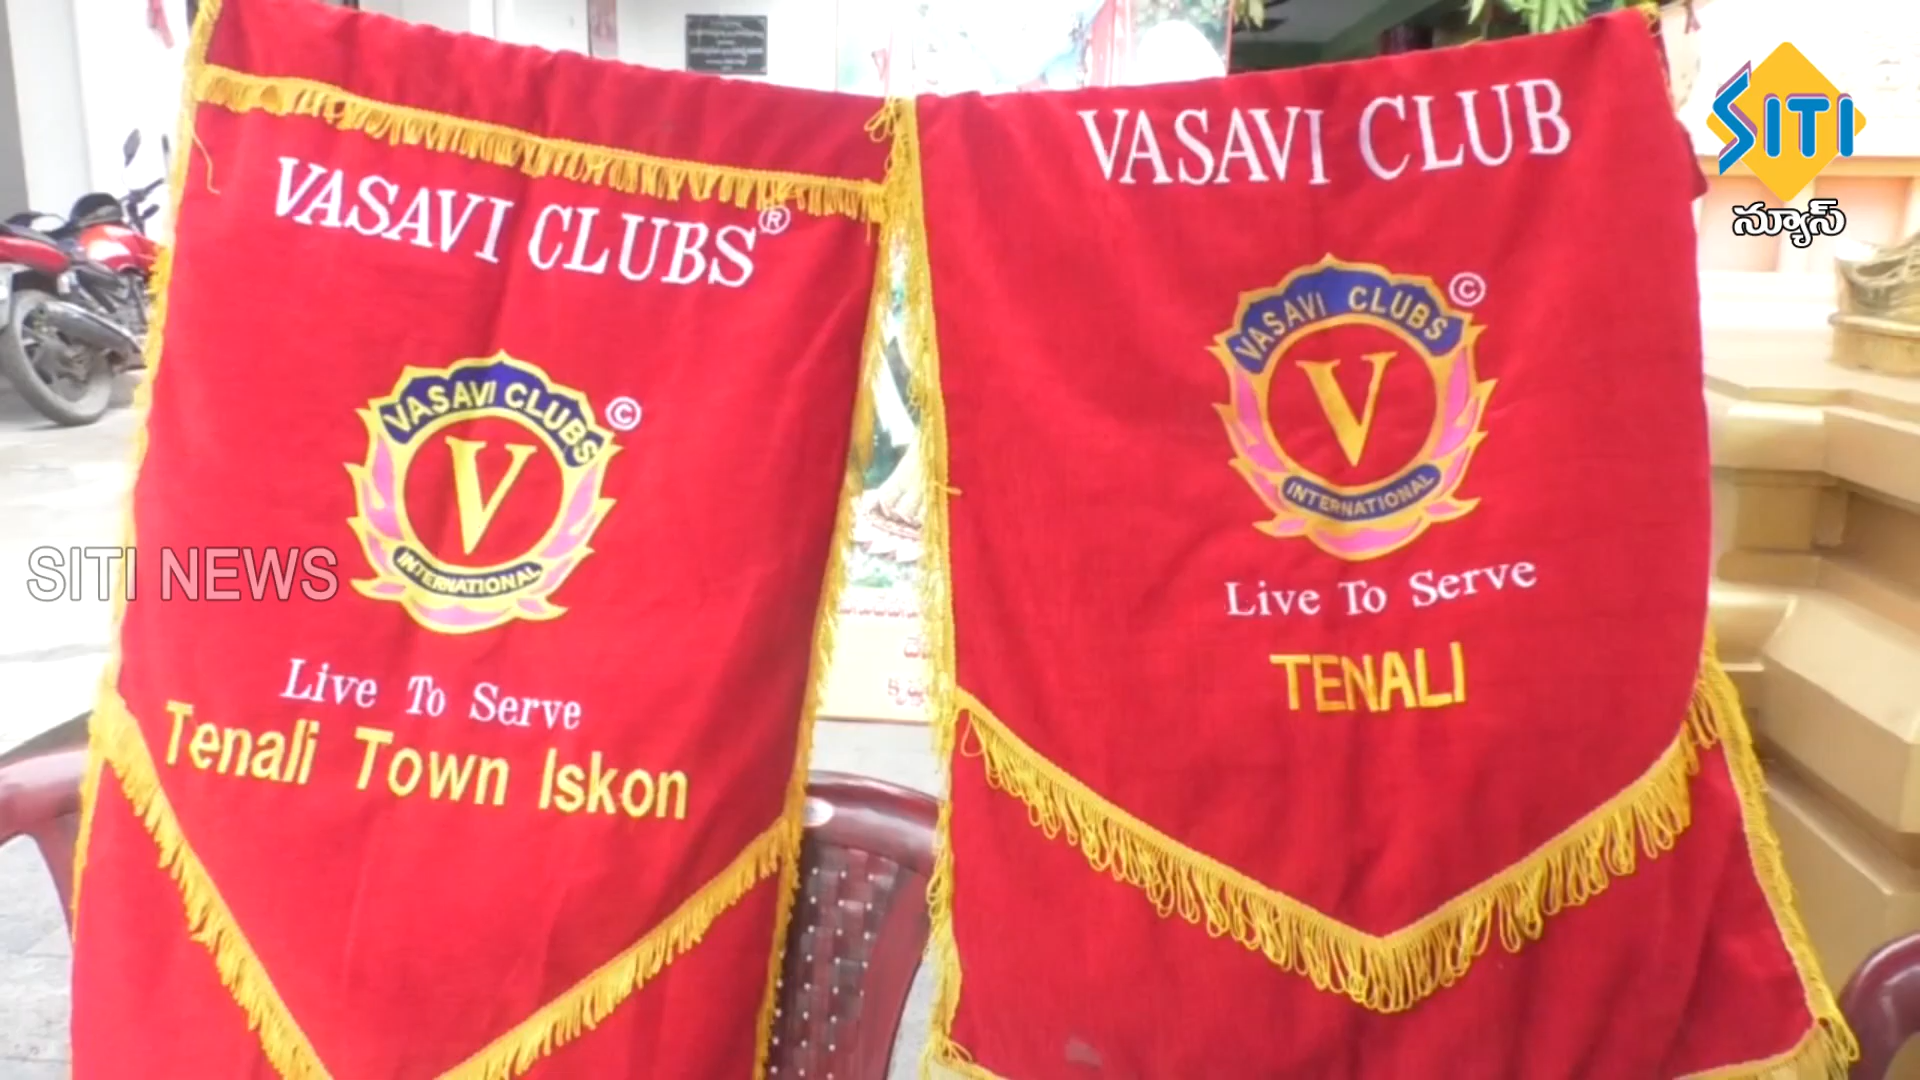 VASAVI CLUBS®
VASAVI CLUBS ©
V
INTERNATIONAL
Live To Serve
Tenali Town Iskon
VASAVI CLUB
VASAVI CLUBS ©
V
INTERNATIONAL
Live To Serve
TENALI
SITI
న్యూస్
SITI NEWS